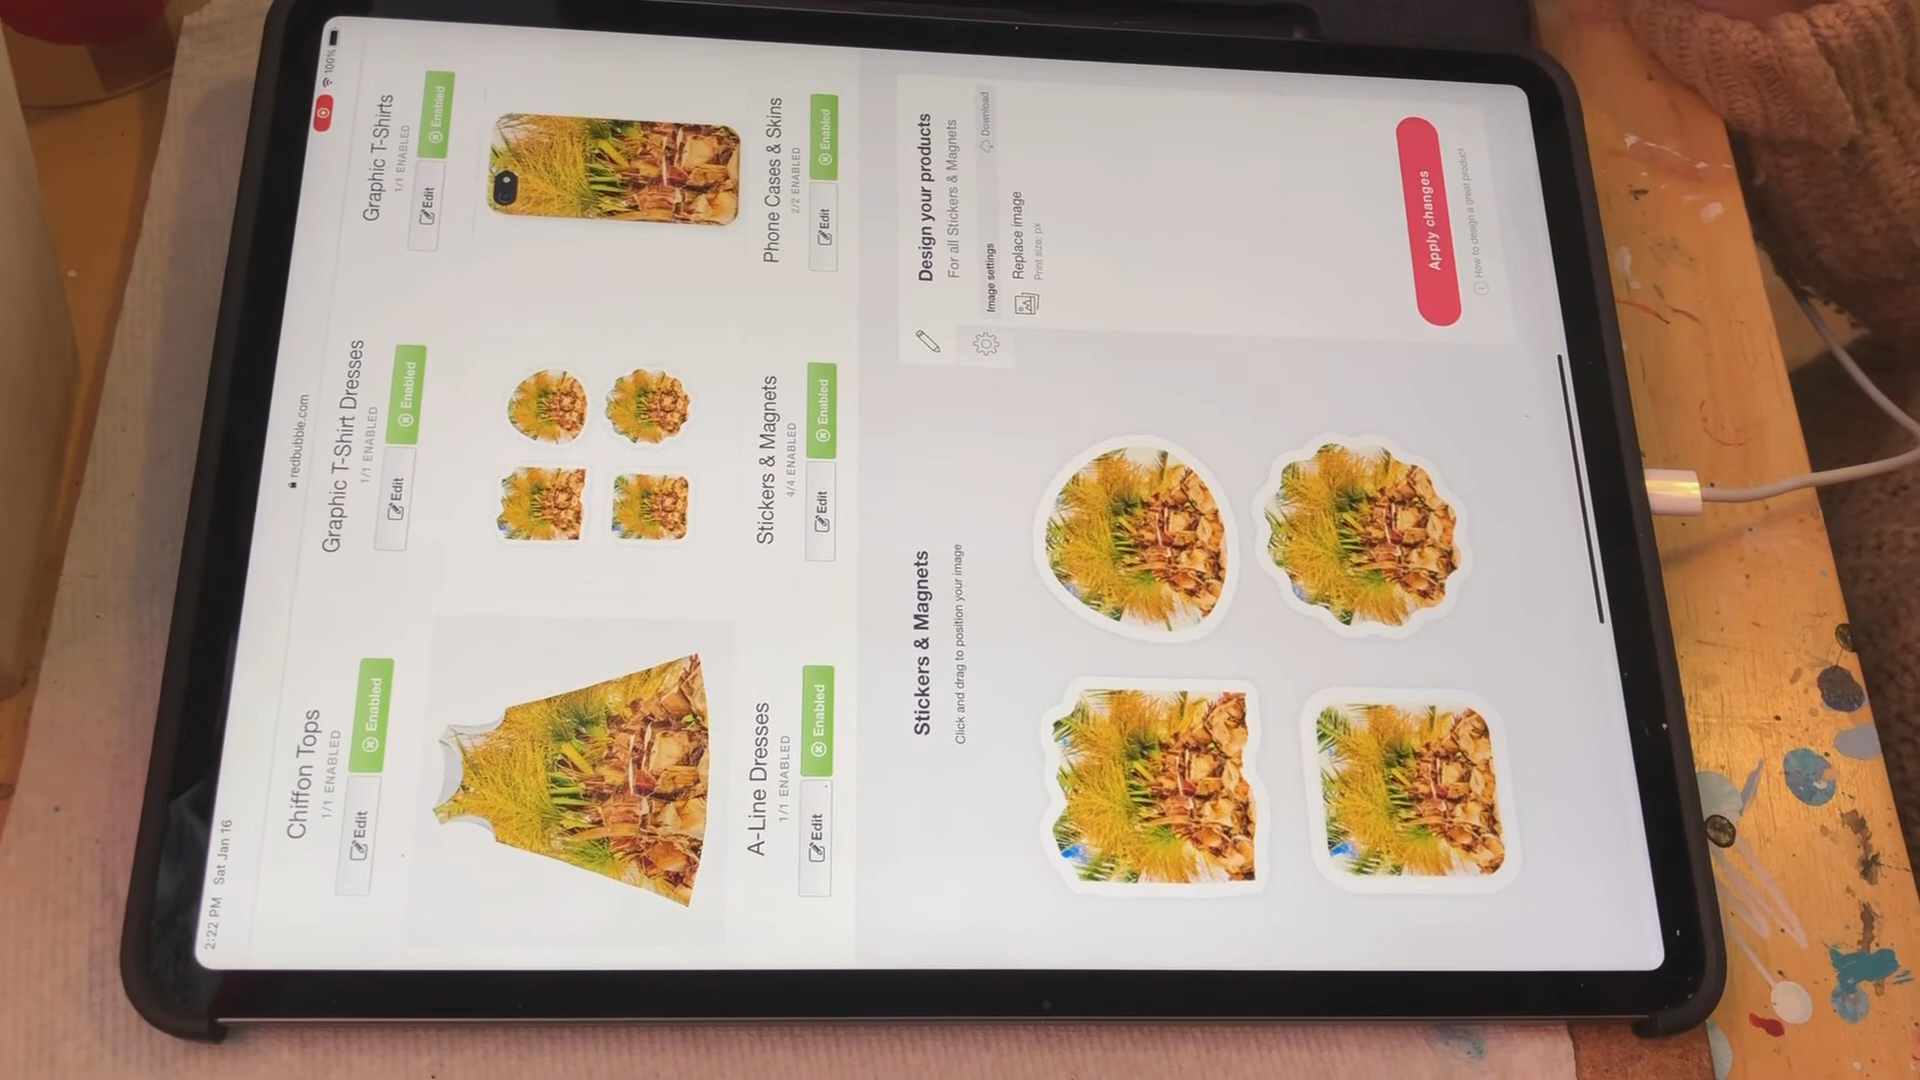 2:22 PM Sat Jan 16
redbubble.com
100%
Chiffon Tops
1/1 ENABLED
Edit
Enabled
Graphic T-Shirt Dresses
1/1 ENABLED
Edit
Enabled
Graphic T-Shirts
1/1 ENABLED
Edit
Enabled
A-Line Dresses
1/1 ENABLED
Edit
Enabled
Stickers & Magnets
4/4 ENABLED
Edit
Enabled
Phone Cases & Skins
2/2 ENABLED
Edit
Enabled
Stickers & Magnets
Click and drag to position your image
Design your products
For all Stickers & Magnets
Image settings
Download
Replace image
Print size: px
Apply changes
How to design a great product